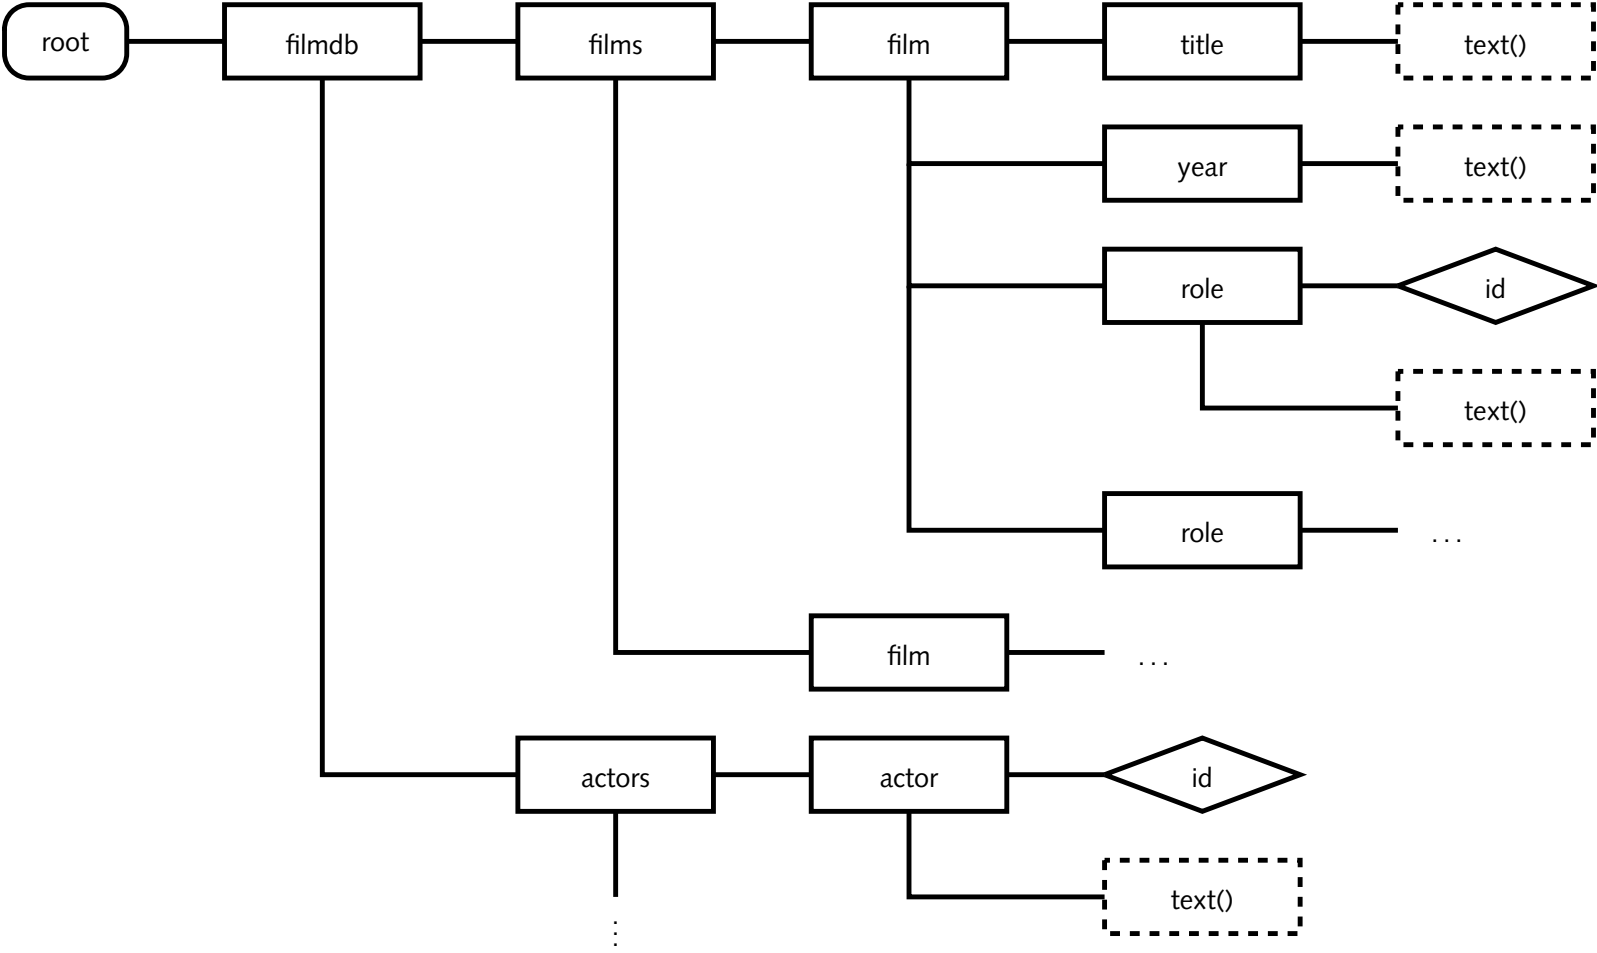 root filmdb films film title text()
year text()
role id
text()
role ...
film ...
actors actor id
text()
...